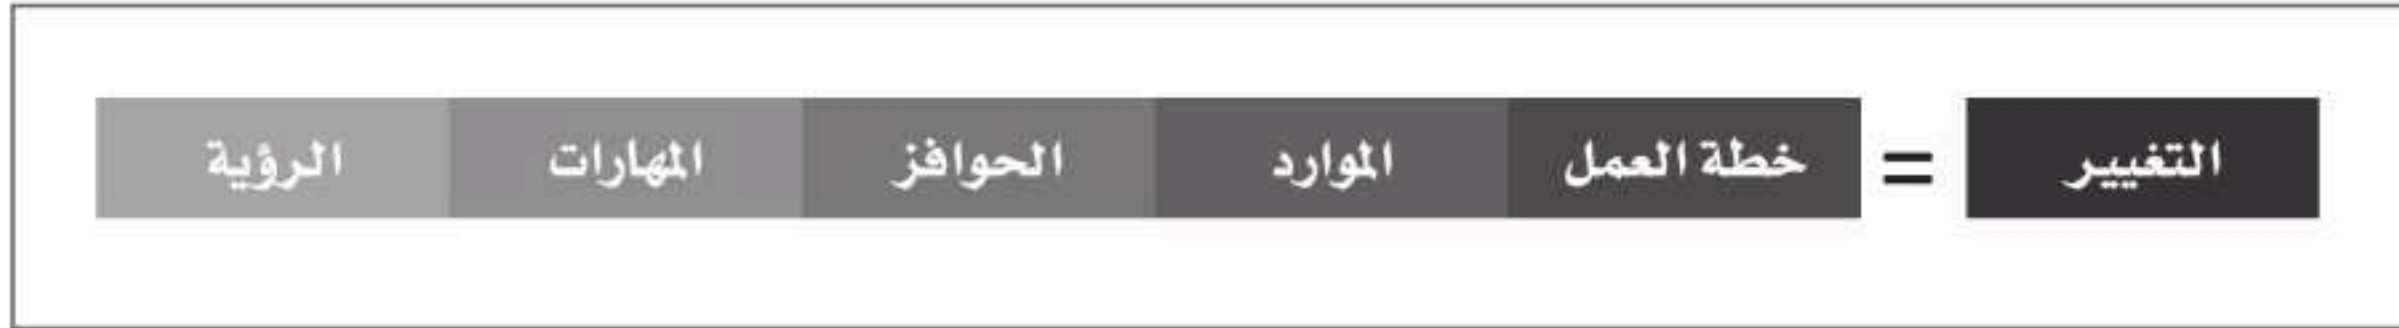 التغيير = خطة العمل الموارد الحوافز المهارات الرؤية